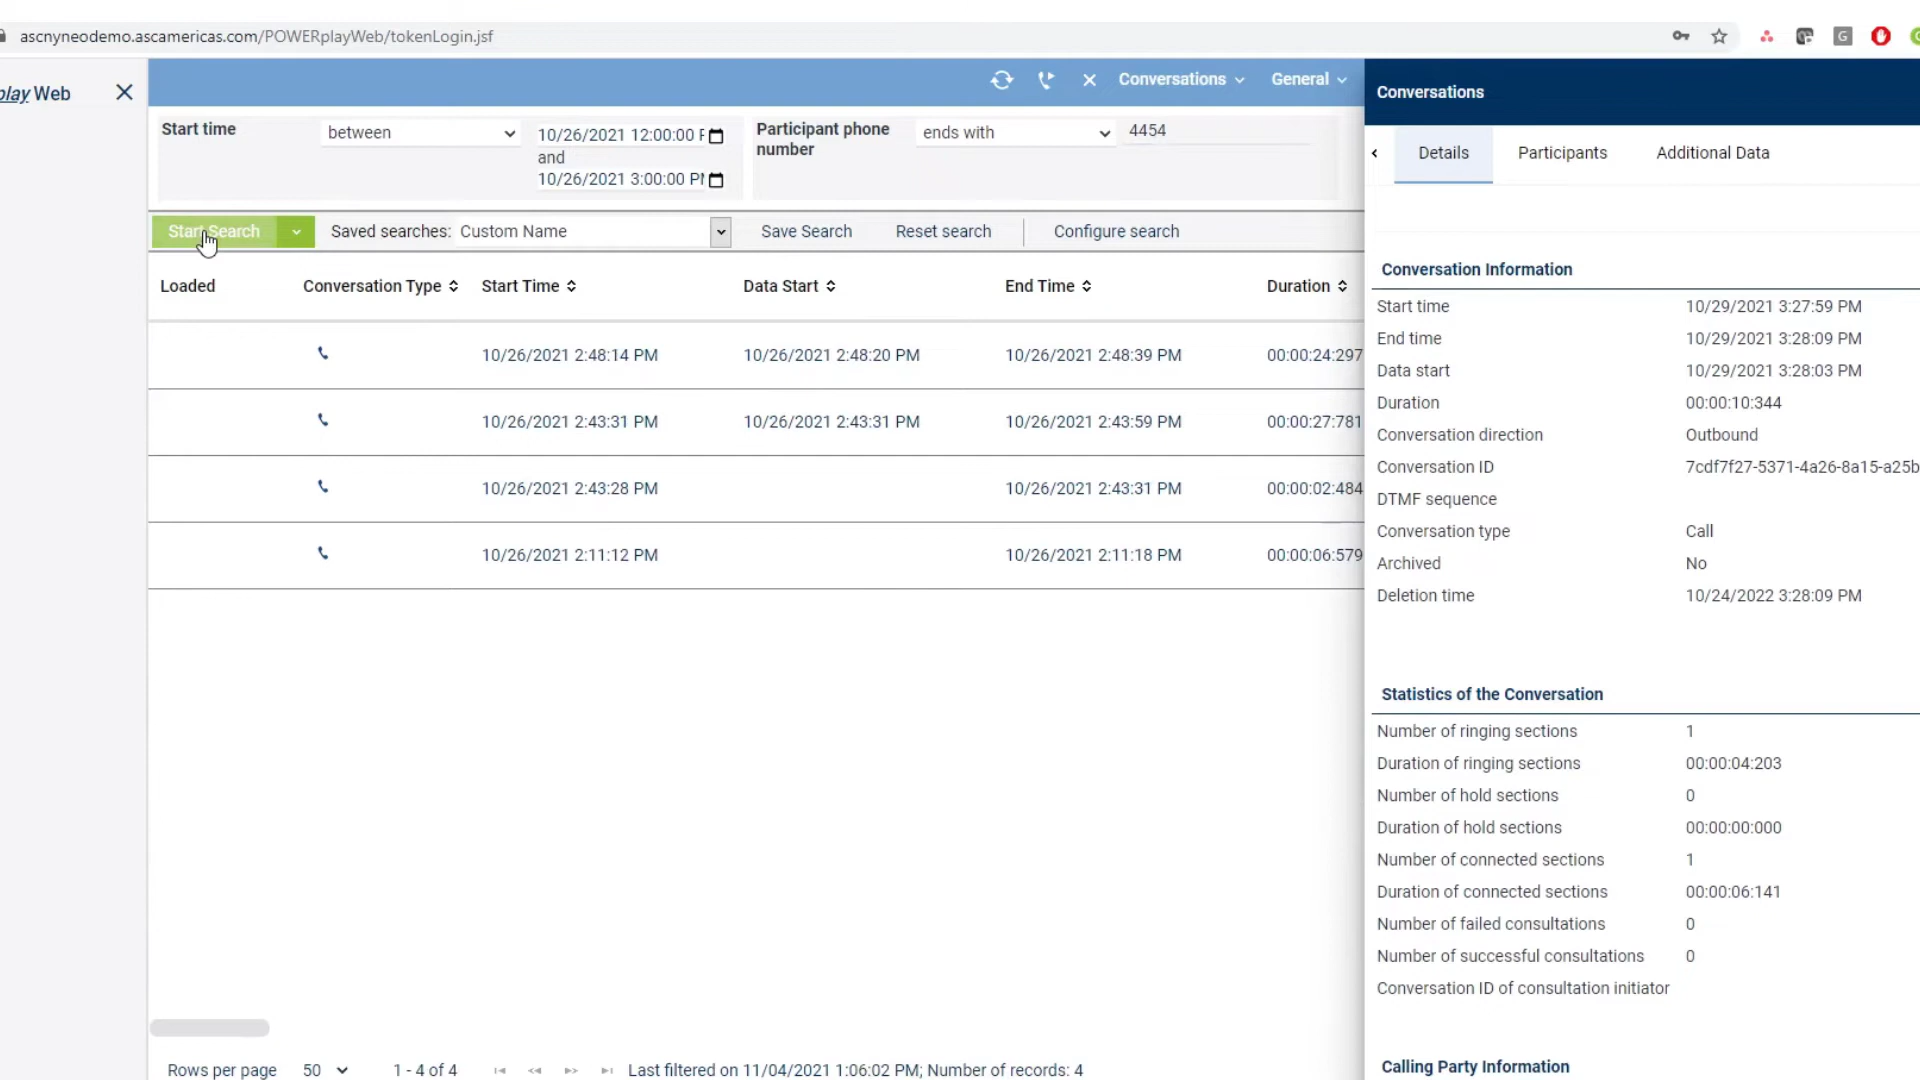 ascnyneodemo.ascamericas.com/POWERplayWeb/tokenLogin.jsf
play Web
Conversations
General
Start time
between
10/26/2021 12:00:00
and
10/26/2021 3:00:00
Participant phone
number
ends with
4454
Start Search
Saved searches: Custom Name
Save Search
Reset search
Configure search
Loaded
Conversation Type
Start Time
Data Start
End Time
Duration
10/26/2021 2:48:14 PM
10/26/2021 2:48:20 PM
10/26/2021 2:48:39 PM
00:00:24:297
10/26/2021 2:43:31 PM
10/26/2021 2:43:31 PM
10/26/2021 2:43:59 PM
00:00:27:781
10/26/2021 2:43:28 PM
10/26/2021 2:43:31 PM
00:00:02:484
10/26/2021 2:11:12 PM
10/26/2021 2:11:18 PM
00:00:06:579
Rows per page 50
1 - 4 of 4
Last filtered on 11/04/2021 1:06:02 PM; Number of records: 4
Conversations
Details
Participants
Additional Data
Conversation Information
Start time 10/29/2021 3:27:59 PM
End time 10/29/2021 3:28:09 PM
Data start 10/29/2021 3:28:03 PM
Duration 00:00:10:344
Conversation direction Outbound
Conversation ID 7cdf7f27-5371-4a26-8a15-a25b
DTMF sequence
Conversation type Call
Archived No
Deletion time 10/24/2022 3:28:09 PM
Statistics of the Conversation
Number of ringing sections 1
Duration of ringing sections 00:00:04:203
Number of hold sections 0
Duration of hold sections 00:00:00:000
Number of connected sections 1
Duration of connected sections 00:00:06:141
Number of failed consultations 0
Number of successful consultations 0
Conversation ID of consultation initiator
Calling Party Information